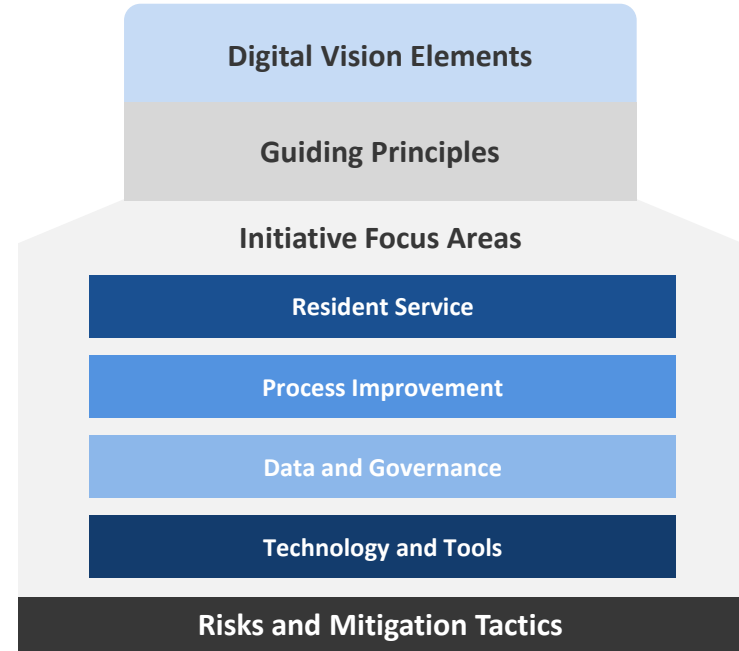 Digital Vision Elements
Guiding Principles
Initiative Focus Areas
Resident Service
Process Improvement
Data and Governance
Technology and Tools
Risks and Mitigation Tactics